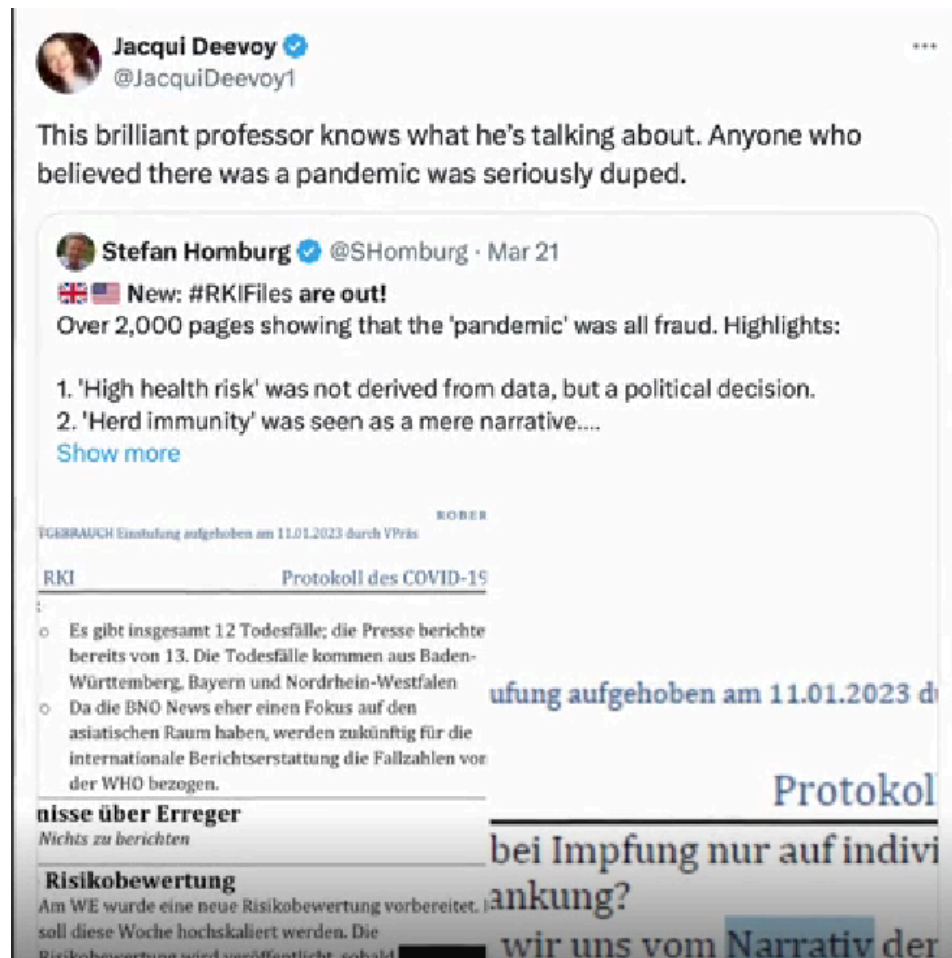 Jacqui Deevoy
@JacquiDeevoy1
This brilliant professor knows what he's talking about. Anyone who
believed there was a pandemic was seriously duped.
Stefan Homburg @SHomburg · Mar 21
🇬🇧🇺🇸 New: #RKIFiles are out!
Over 2,000 pages showing that the 'pandemic' was all fraud. Highlights:
1. 'High health risk' was not derived from data, but a political decision.
2. 'Herd immunity' was seen as a mere narrative....
Show more
ROBER
GEBRAUCH Einstufung aufgehoben am 11.01.2023 durch VPräs
RKI Protokoll des COVID-19
o Es gibt insgesamt 12 Todesfälle; die Presse berichte
bereits von 13. Die Todesfälle kommen aus Baden-
Württemberg, Bayern und Nordrhein-Westfalen
o Da die BNO News eher einen Fokus auf den
asiatischen Raum haben, werden zukünftig für die
internationale Berichterstattung die Fallzahlen von
der WHO bezogen.
nisse über Erreger
Nichts zu berichten
Risikobewertung
Am WE wurde eine neue Risikobewertung vorbereitet.
soll diese Woche hochskaliert werden. Die
Risikobewertung wird veröffentlicht, sobald
ufung aufgehoben am 11.01.2023 d
Protokol
bei Impfung nur auf indivi
ankung?
wir uns vom Narrativ der